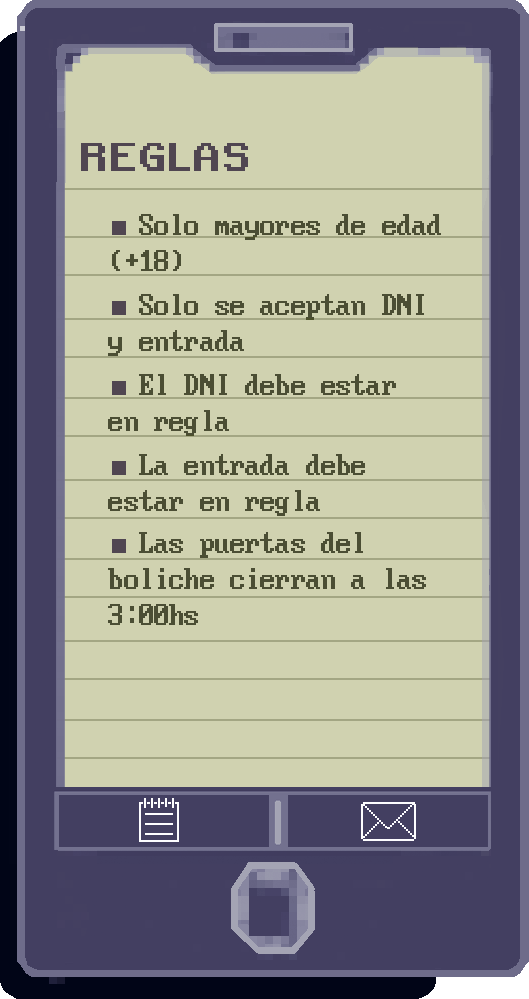 REGLAS
■ Solo mayores de edad
(+18)
■ Solo se aceptan DNI
y entrada
■ El DNI debe estar
en regla
■ La entrada debe
estar en regla
■ Las puertas del
boliche cierran a las
3:00hs